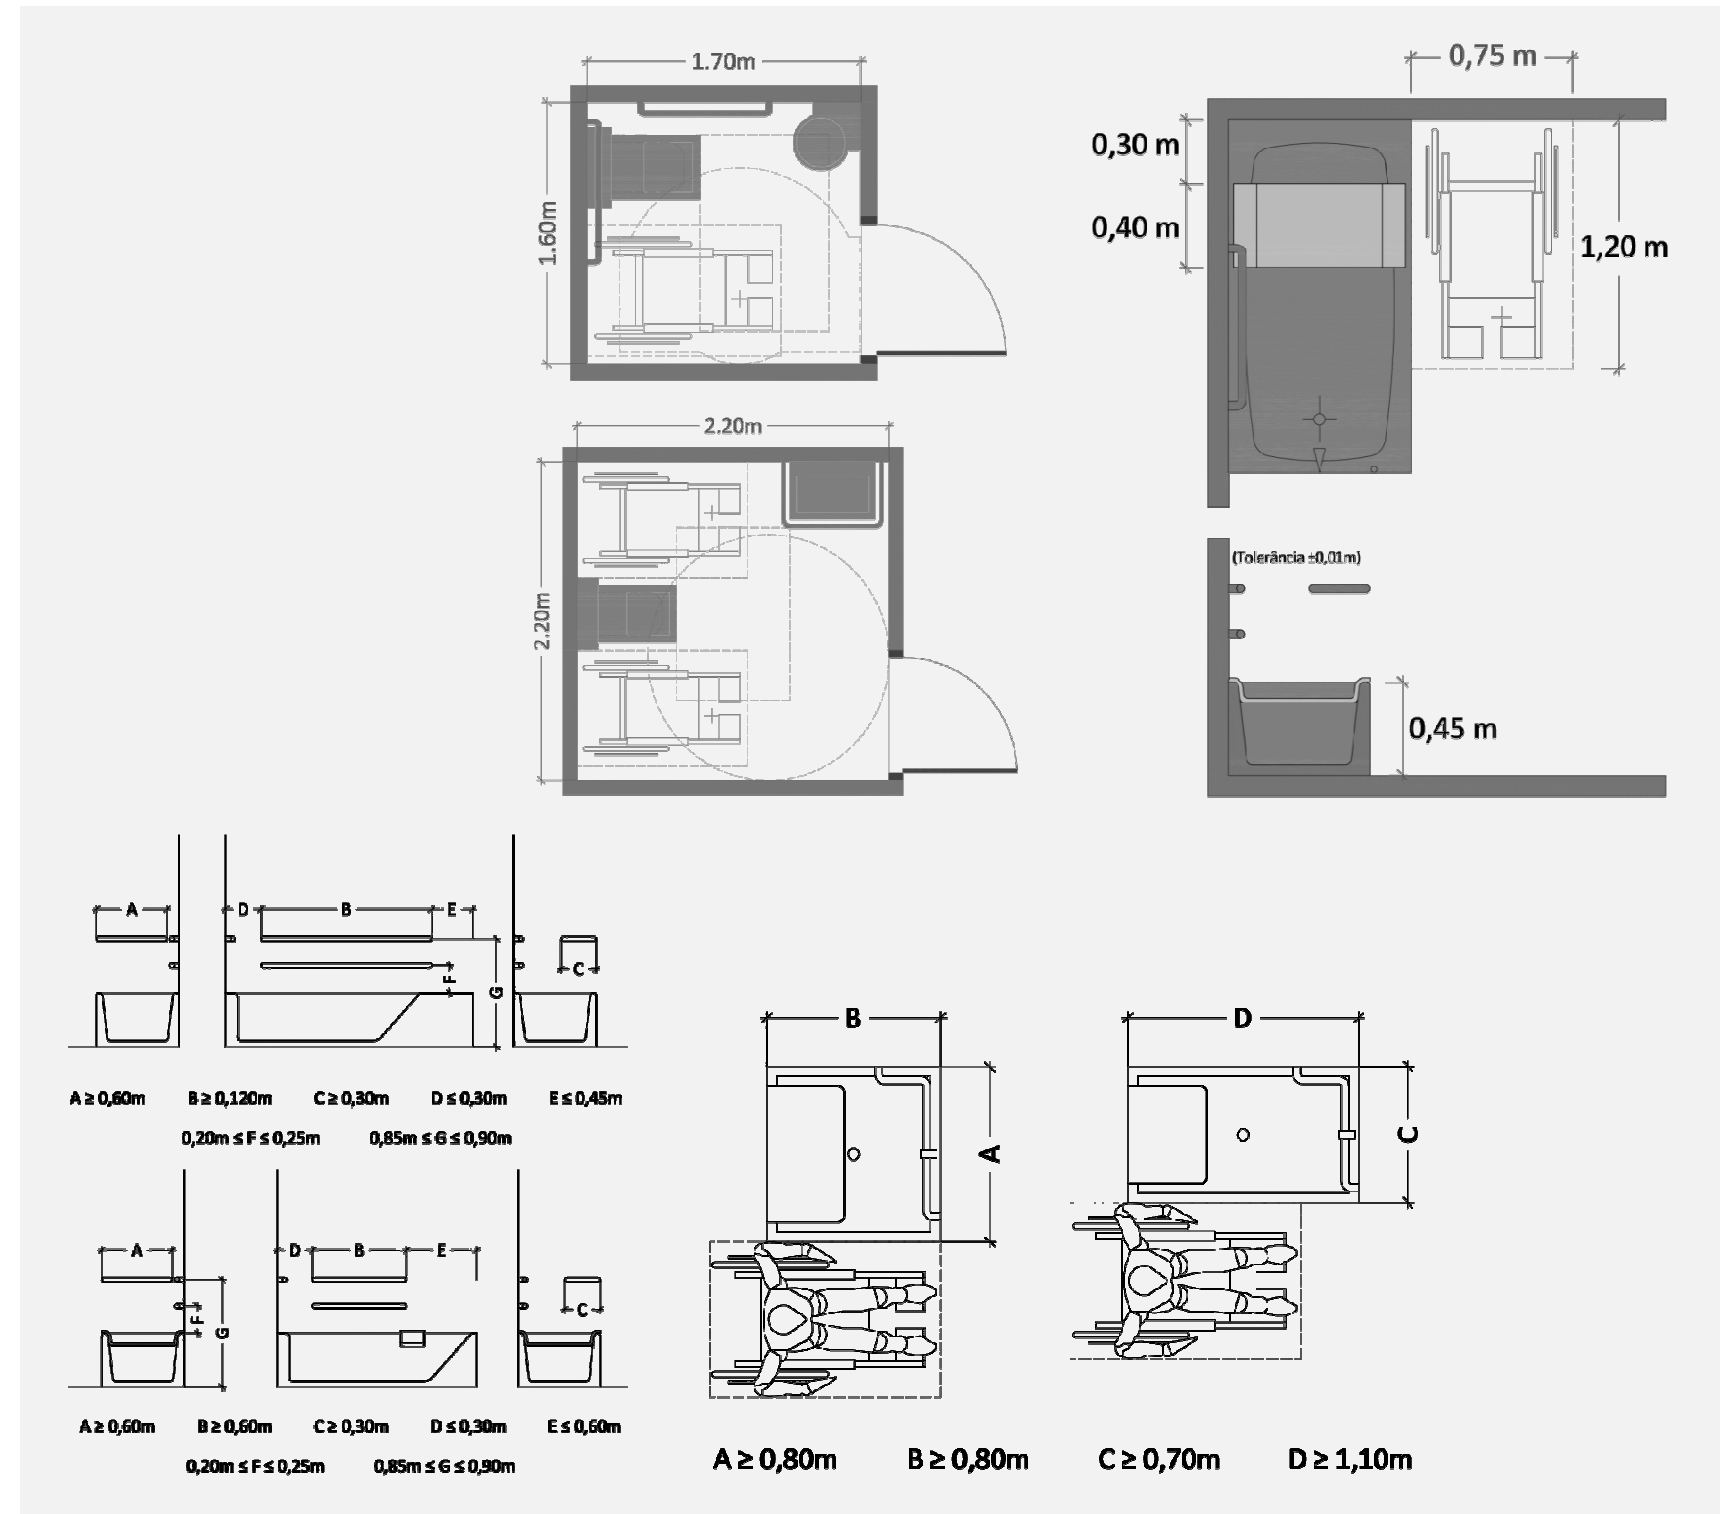 1.70m
1.60m
0,75 m
0,30 m
0,40 m
1,20 m
2.20m
2.20m
(Tolerância ±0,01m)
0,45 m
A
D
B
E
C
F
G
A ≥ 0,60m B ≥ 0,120m C ≥ 0,30m D ≤ 0,30m E ≤ 0,45m
0,20m ≤ F ≤ 0,25m 0,85m ≤ G ≤ 0,90m
A
D
B
E
C
F
G
A ≥ 0,60m B ≥ 0,60m C ≥ 0,30m D ≤ 0,30m E ≤ 0,60m
0,20m ≤ F ≤ 0,25m 0,85m ≤ G ≤ 0,90m
B
A
D
C
A ≥ 0,80m B ≥ 0,80m C ≥ 0,70m D ≥ 1,10m